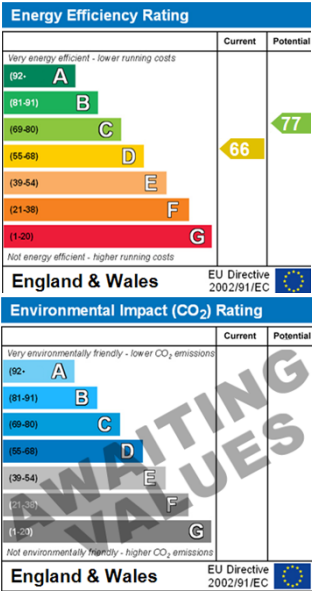 Energy Efficiency Rating
Current Potential
Very energy efficient - lower running costs
(92- A
(81-91) B
(69-80) C
77
(55-68) D
66
(39-54) E
(21-38) F
(1-20) G
Not energy efficient - higher running costs
England & Wales
EU Directive
2002/91/EC
Environmental Impact (CO2) Rating
Current Potential
Very environmentally friendly - lower CO2 emissions
(92- A
(81-91) B
(69-80) C
(55-68) D
(39-54) E
(21-38) F
(1-20) G
AWAITING
VALUES
Not environmentally friendly - higher CO2 emissions
England & Wales
EU Directive
2002/91/EC